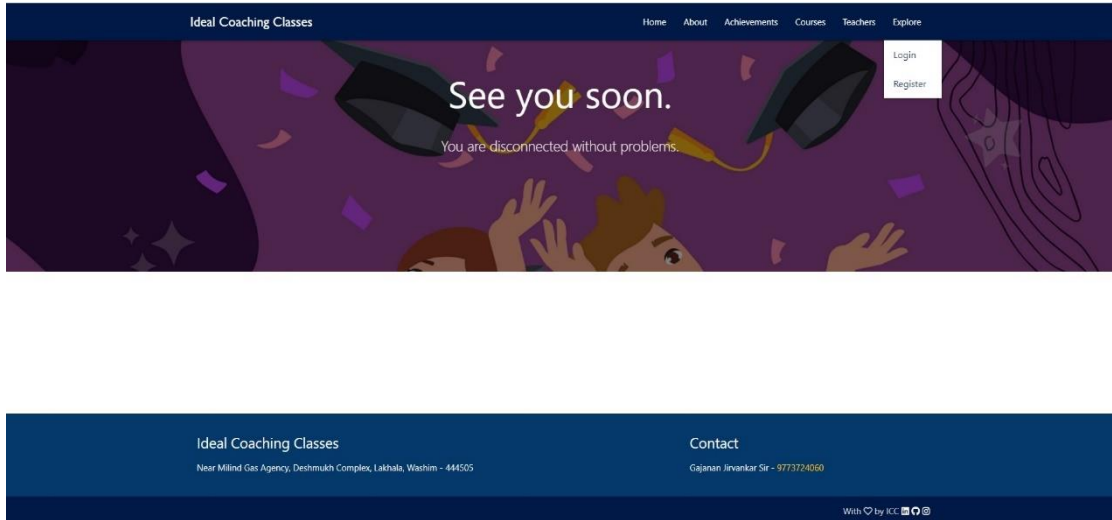 Ideal Coaching Classes
Home About Achievements Courses Teachers Explore
Login
Register
See you soon.
You are disconnected without problems.
Ideal Coaching Classes
Near Milind Gas Agency, Deshmukh Complex, Lakhala, Washim - 444505
Contact
Gajanan Jirvankar Sir - 9773724060
With ♡ by ICC